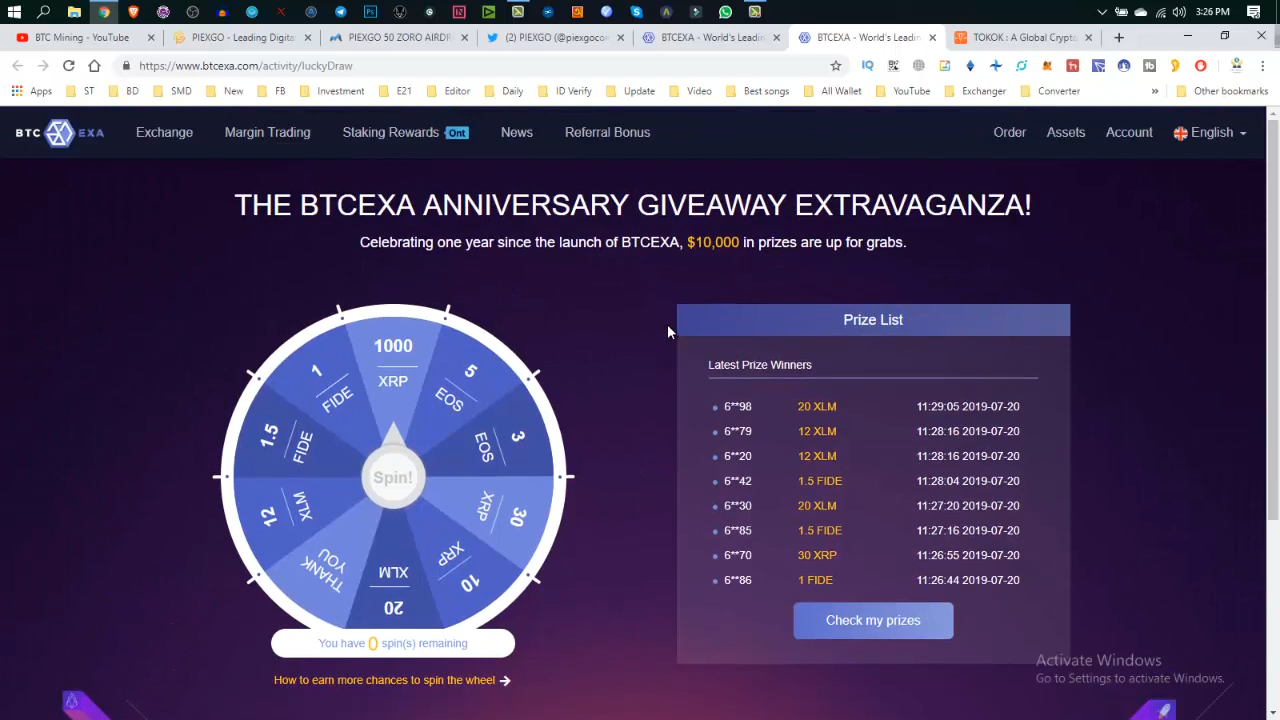 3:26 PM
BTC Mining - YouTube
PIEXGO - Leading Digita
PIEXGO 50 ZORO AIRDR
(2) PIEXGO (@piexgocom
BTCEXA - World's Leadin
BTCEXA - World's Leadin
TOKOK : A Global Crypto
https://www.btcexa.com/activity/luckyDraw
Apps
ST
BD
SMD
New
FB
Investment
E21
Editor
Daily
ID Verify
Update
Video
Best songs
All Wallet
YouTube
Exchanger
Converter
»
Other bookmarks
BTC EXA
Exchange
Margin Trading
Staking Rewards Ont
News
Referral Bonus
Order
Assets
Account
English
THE BTCEXA ANNIVERSARY GIVEAWAY EXTRAVAGANZA!
Celebrating one year since the launch of BTCEXA, $10,000 in prizes are up for grabs.
1000
XRP
5
EOS
3
EOS
30
XRP
10
XRP
20
XLM
THANK
YOU
12
XLM
1.5
FIDE
1
FIDE
Spin!
You have 0 spin(s) remaining
How to earn more chances to spin the wheel
Prize List
Latest Prize Winners
6**98 20 XLM 11:29:05 2019-07-20
6**79 12 XLM 11:28:16 2019-07-20
6**20 12 XLM 11:28:16 2019-07-20
6**42 1.5 FIDE 11:28:04 2019-07-20
6**30 20 XLM 11:27:20 2019-07-20
6**85 1.5 FIDE 11:27:16 2019-07-20
6**70 30 XRP 11:26:55 2019-07-20
6**86 1 FIDE 11:26:44 2019-07-20
Check my prizes
Activate Windows
Go to Settings to activate Windows.